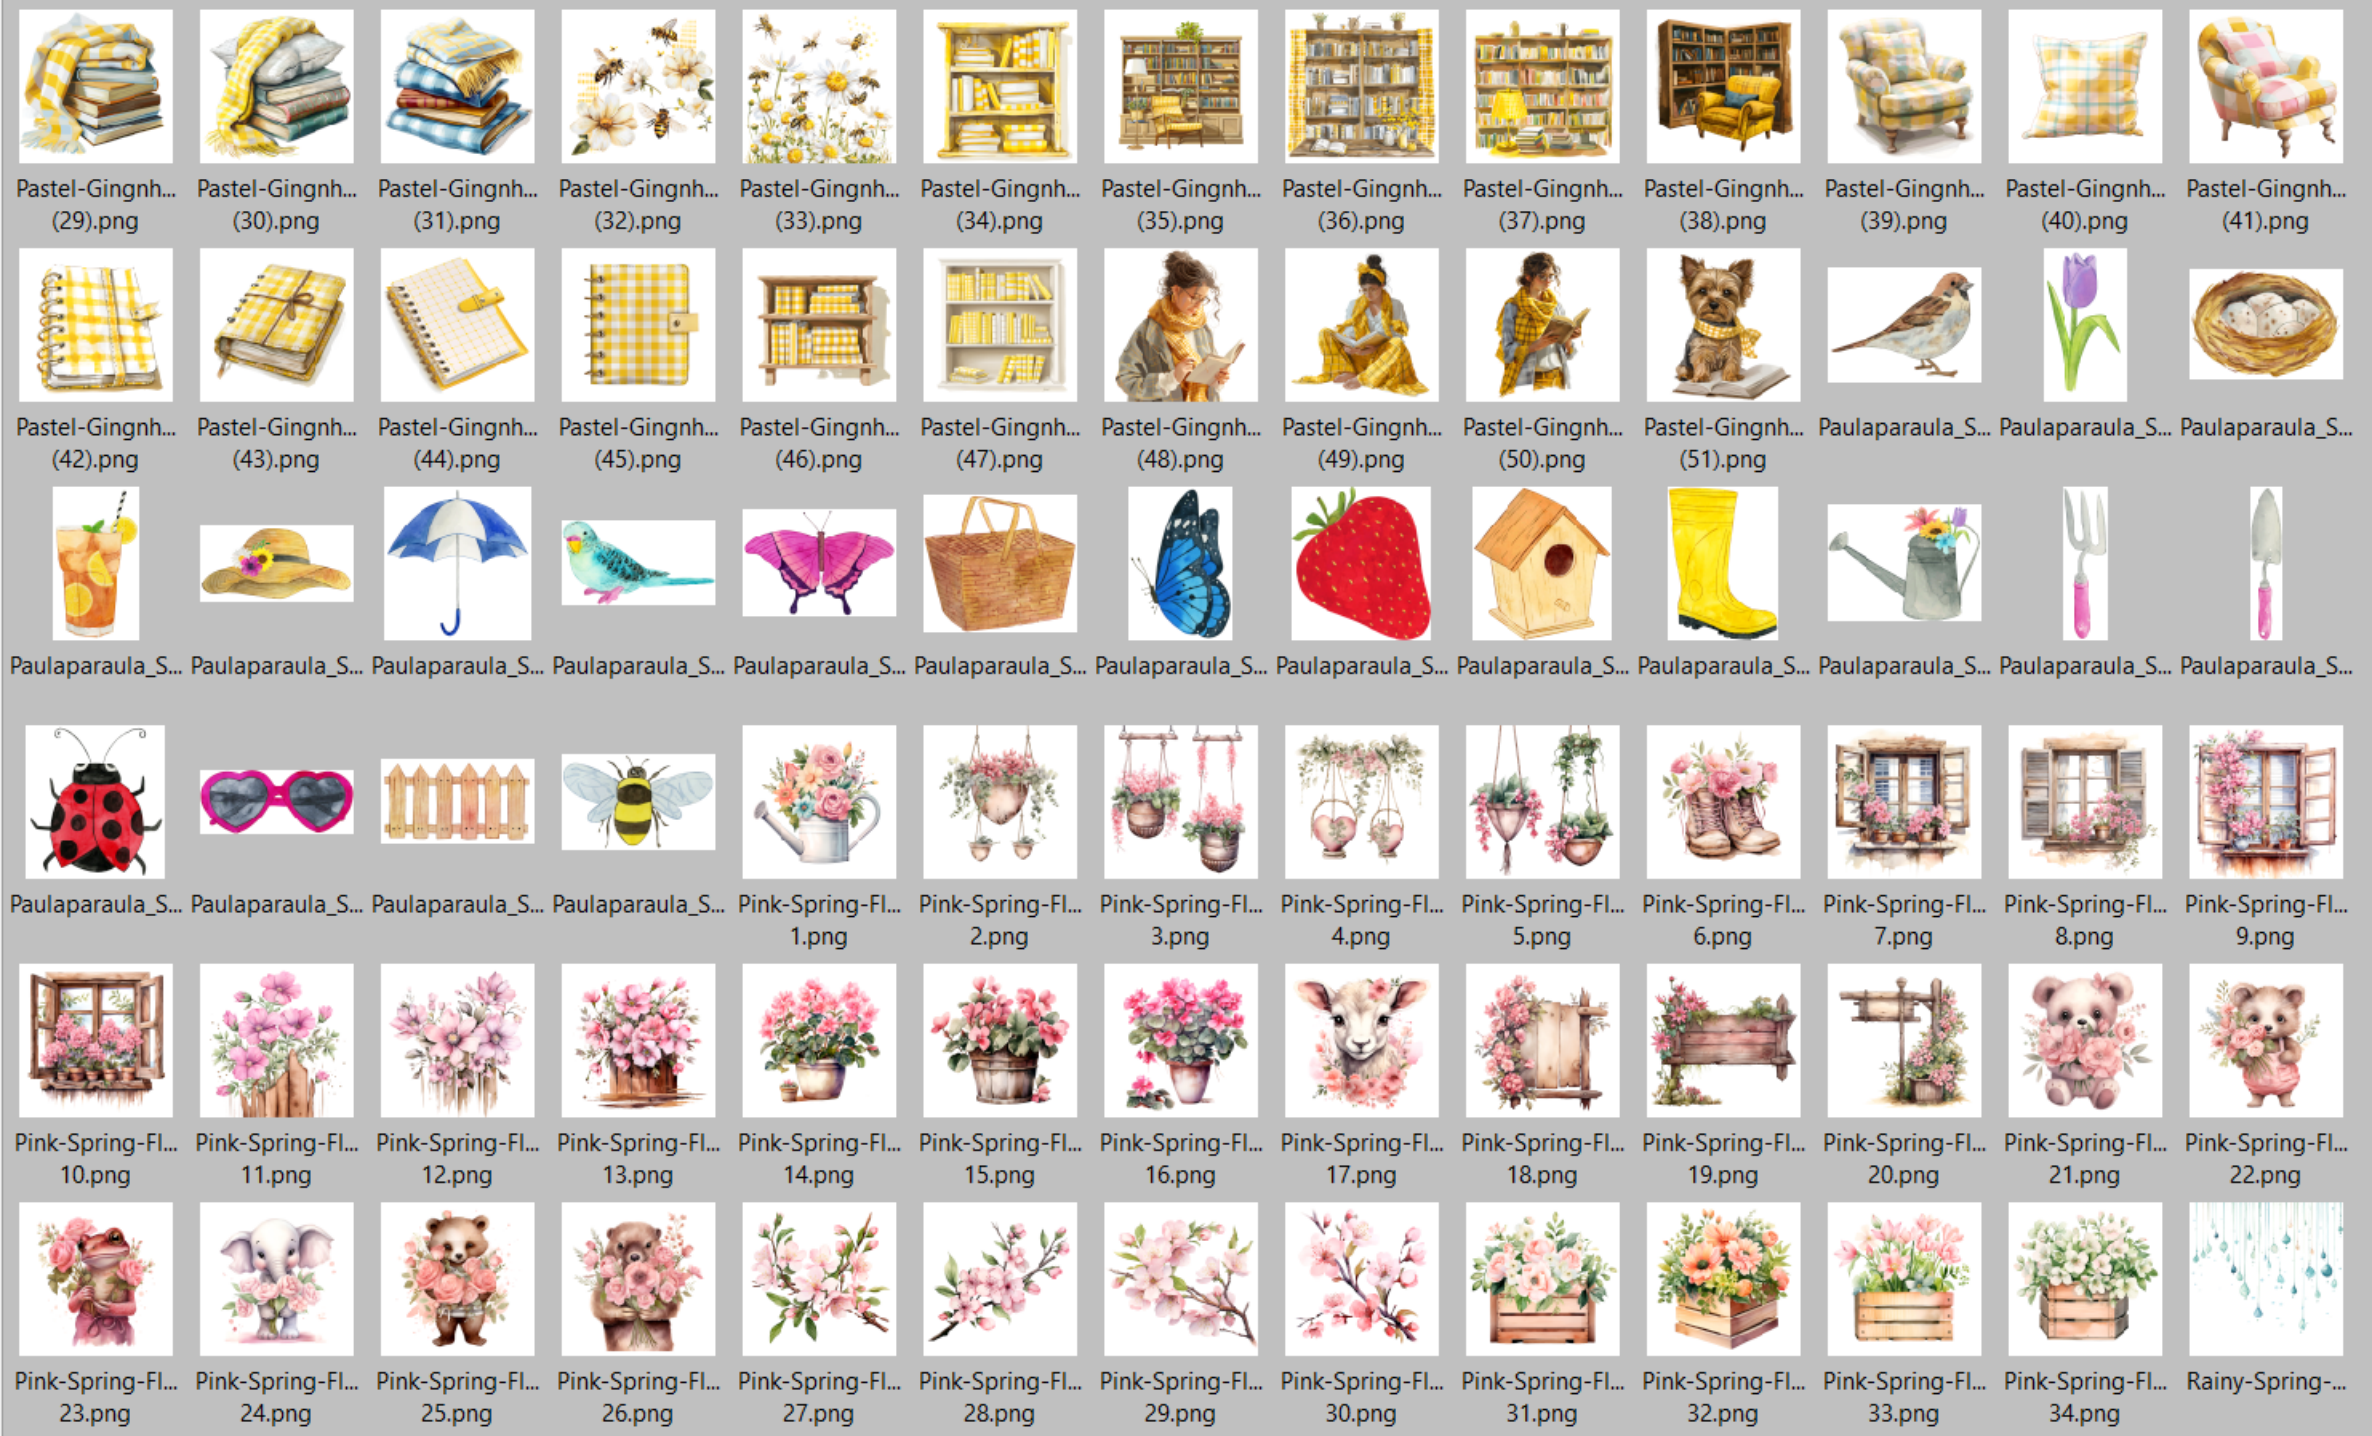 Pastel-Gingnh... Pastel-Gingnh... Pastel-Gingnh... Pastel-Gingnh... Pastel-Gingnh... Pastel-Gingnh... Pastel-Gingnh... Pastel-Gingnh... Pastel-Gingnh... Pastel-Gingnh... Pastel-Gingnh... Pastel-Gingnh... Pastel-Gingnh...
(29).png (30).png (31).png (32).png (33).png (34).png (35).png (36).png (37).png (38).png (39).png (40).png (41).png
Pastel-Gingnh... Pastel-Gingnh... Pastel-Gingnh... Pastel-Gingnh... Pastel-Gingnh... Pastel-Gingnh... Pastel-Gingnh... Pastel-Gingnh... Pastel-Gingnh... Pastel-Gingnh... Paulaparaula_S... Paulaparaula_S... Paulaparaula_S...
(42).png (43).png (44).png (45).png (46).png (47).png (48).png (49).png (50).png (51).png
Paulaparaula_S... Paulaparaula_S... Paulaparaula_S... Paulaparaula_S... Paulaparaula_S... Paulaparaula_S... Paulaparaula_S... Paulaparaula_S... Paulaparaula_S... Paulaparaula_S... Paulaparaula_S... Paulaparaula_S... Paulaparaula_S...
Paulaparaula_S... Paulaparaula_S... Paulaparaula_S... Paulaparaula_S... Pink-Spring-Fl... Pink-Spring-Fl... Pink-Spring-Fl... Pink-Spring-Fl... Pink-Spring-Fl... Pink-Spring-Fl... Pink-Spring-Fl... Pink-Spring-Fl... Pink-Spring-Fl...
1.png 2.png 3.png 4.png 5.png 6.png 7.png 8.png 9.png
Pink-Spring-Fl... Pink-Spring-Fl... Pink-Spring-Fl... Pink-Spring-Fl... Pink-Spring-Fl... Pink-Spring-Fl... Pink-Spring-Fl... Pink-Spring-Fl... Pink-Spring-Fl... Pink-Spring-Fl... Pink-Spring-Fl... Pink-Spring-Fl... Pink-Spring-Fl...
10.png 11.png 12.png 13.png 14.png 15.png 16.png 17.png 18.png 19.png 20.png 21.png 22.png
Pink-Spring-Fl... Pink-Spring-Fl... Pink-Spring-Fl... Pink-Spring-Fl... Pink-Spring-Fl... Pink-Spring-Fl... Pink-Spring-Fl... Pink-Spring-Fl... Pink-Spring-Fl... Pink-Spring-Fl... Pink-Spring-Fl... Pink-Spring-Fl... Rainy-Spring-...
23.png 24.png 25.png 26.png 27.png 28.png 29.png 30.png 31.png 32.png 33.png 34.png